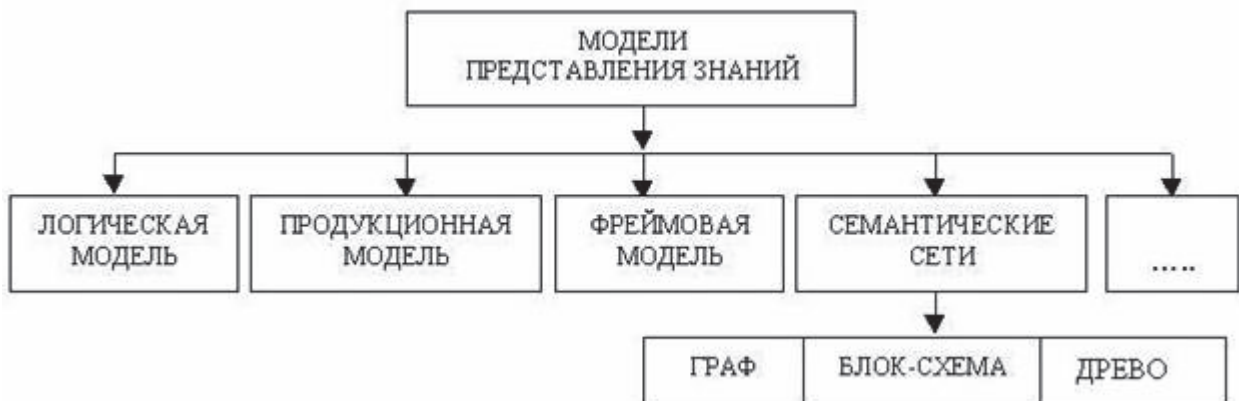 МОДЕЛИ
ПРЕДСТАВЛЕНИЯ ЗНАНИЙ
ЛОГИЧЕСКАЯ
МОДЕЛЬ
ПРОДУКЦИОННАЯ
МОДЕЛЬ
ФРЕЙМОВАЯ
МОДЕЛЬ
СЕМАНТИЧЕСКИЕ
СЕТИ
.....
ГРАФ
БЛОК-СХЕМА
ДРЕВО